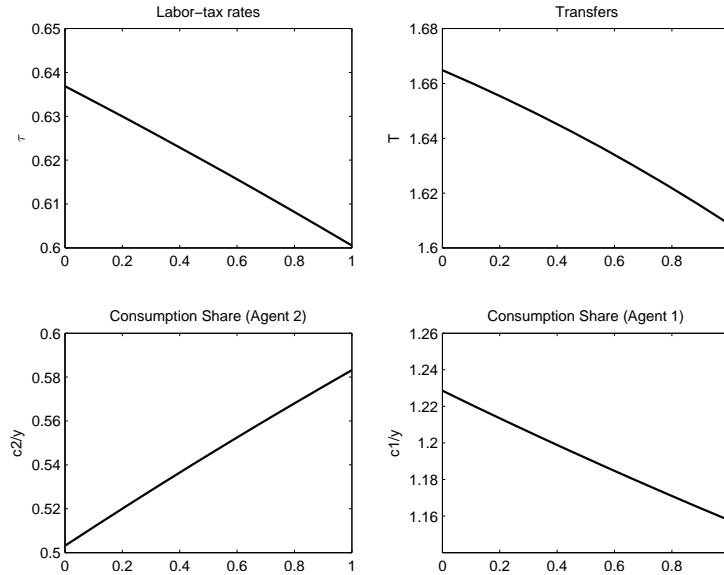 Labor−tax rates
0.65
0.64
0.63
0.62
0.61
0.6
τ
0 0.2 0.4 0.6 0.8 1
Transfers
1.68
1.66
1.64
1.62
1.6
T
0 0.2 0.4 0.6 0.8
Consumption Share (Agent 2)
0.6
0.58
0.56
0.54
0.52
0.5
c2/y
0 0.2 0.4 0.6 0.8 1
Consumption Share (Agent 1)
1.26
1.24
1.22
1.2
1.18
1.16
c1/y
0 0.2 0.4 0.6 0.8